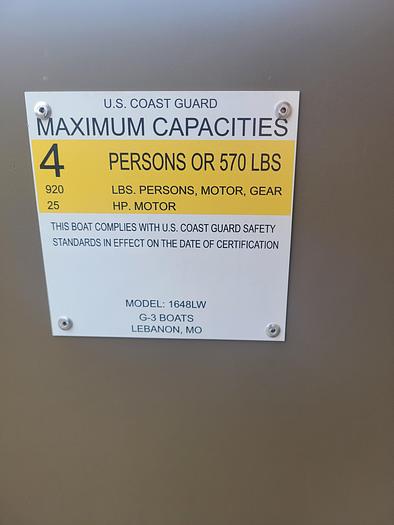 U.S. COAST GUARD
MAXIMUM CAPACITIES
4 PERSONS OR 570 LBS
920 LBS. PERSONS, MOTOR, GEAR
25 HP. MOTOR
THIS BOAT COMPLIES WITH U.S. COAST GUARD SAFETY
STANDARDS IN EFFECT ON THE DATE OF CERTIFICATION
MODEL: 1648LW
G-3 BOATS
LEBANON, MO